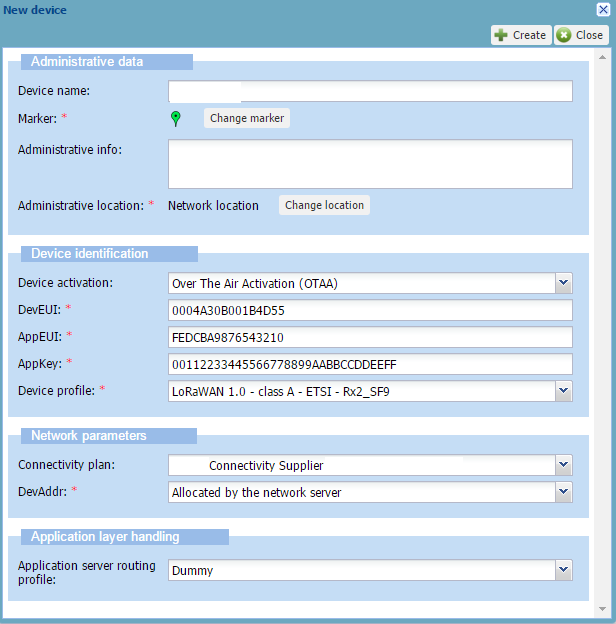 New device
Create Close
Administrative data
Device name:
Marker: * Change marker
Administrative info:
Administrative location: * Network location Change location
Device identification
Device activation: Over The Air Activation (OTAA)
DevEUI: * 0004A30B001B4D55
AppEUI: * FEDCBA9876543210
AppKey: * 00112233445566778899AABBCCDDEEFF
Device profile: * LoRaWAN 1.0 - class A - ETSI - Rx2_SF9
Network parameters
Connectivity plan: Connectivity Supplier
DevAddr: * Allocated by the network server
Application layer handling
Application server routing
profile: Dummy